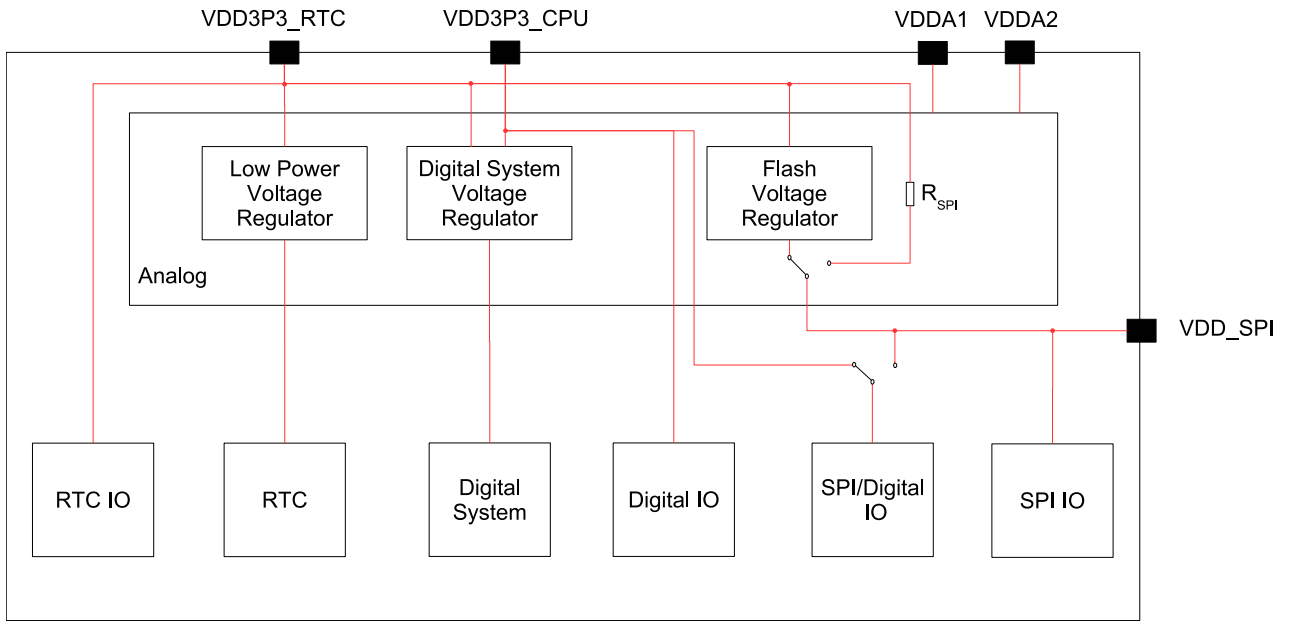 VDD3P3_RTC
VDD3P3_CPU
VDDA1
VDDA2
Low Power
Voltage
Regulator
Digital System
Voltage
Regulator
Flash
Voltage
Regulator
RSPI
Analog
VDD_SPI
RTC IO
RTC
Digital
System
Digital IO
SPI/Digital
IO
SPI IO